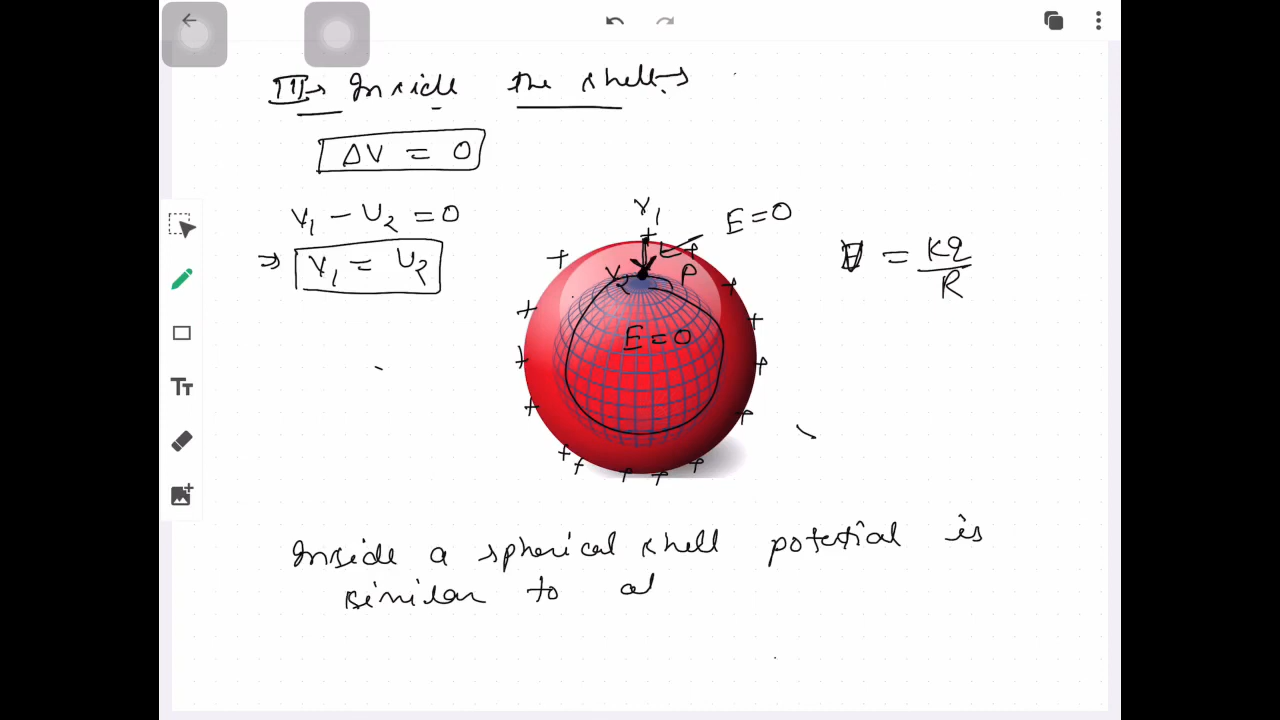 III→ Inside the shell→
ΔV = 0
V₁ - V₂ = 0
⇒ V₁ = V₂
V₁
E=0
V₂
P
E=0
= Kq/R
Inside a spherical shell potential is
similar to at
Tт